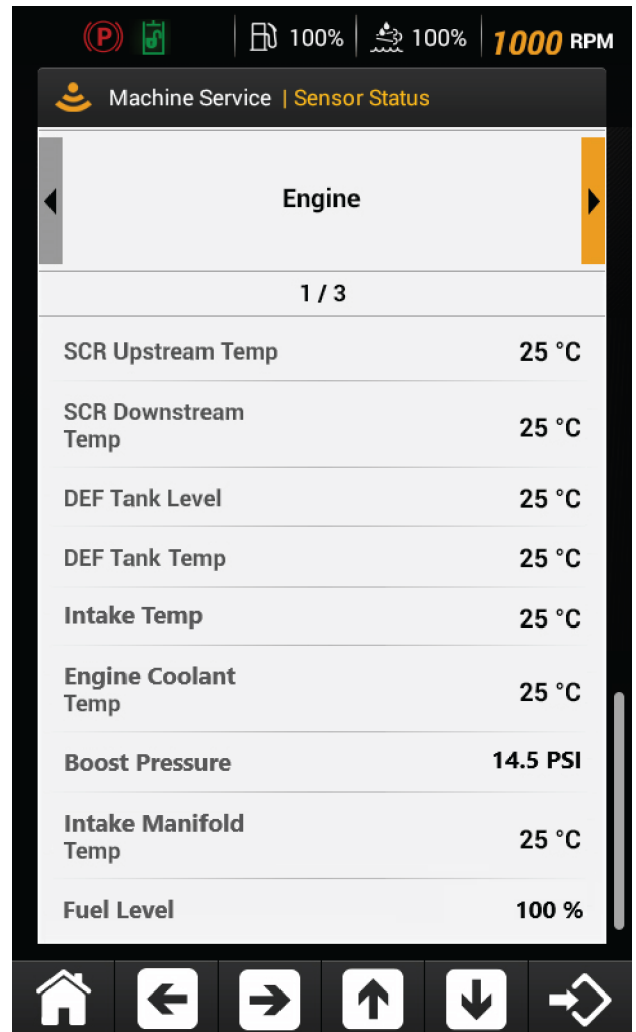 P 100% 100% 1000 RPM
Machine Service | Sensor Status
Engine
1 / 3
SCR Upstream Temp 25 °C
SCR Downstream
Temp 25 °C
DEF Tank Level 25 °C
DEF Tank Temp 25 °C
Intake Temp 25 °C
Engine Coolant
Temp 25 °C
Boost Pressure 14.5 PSI
Intake Manifold
Temp 25 °C
Fuel Level 100 %